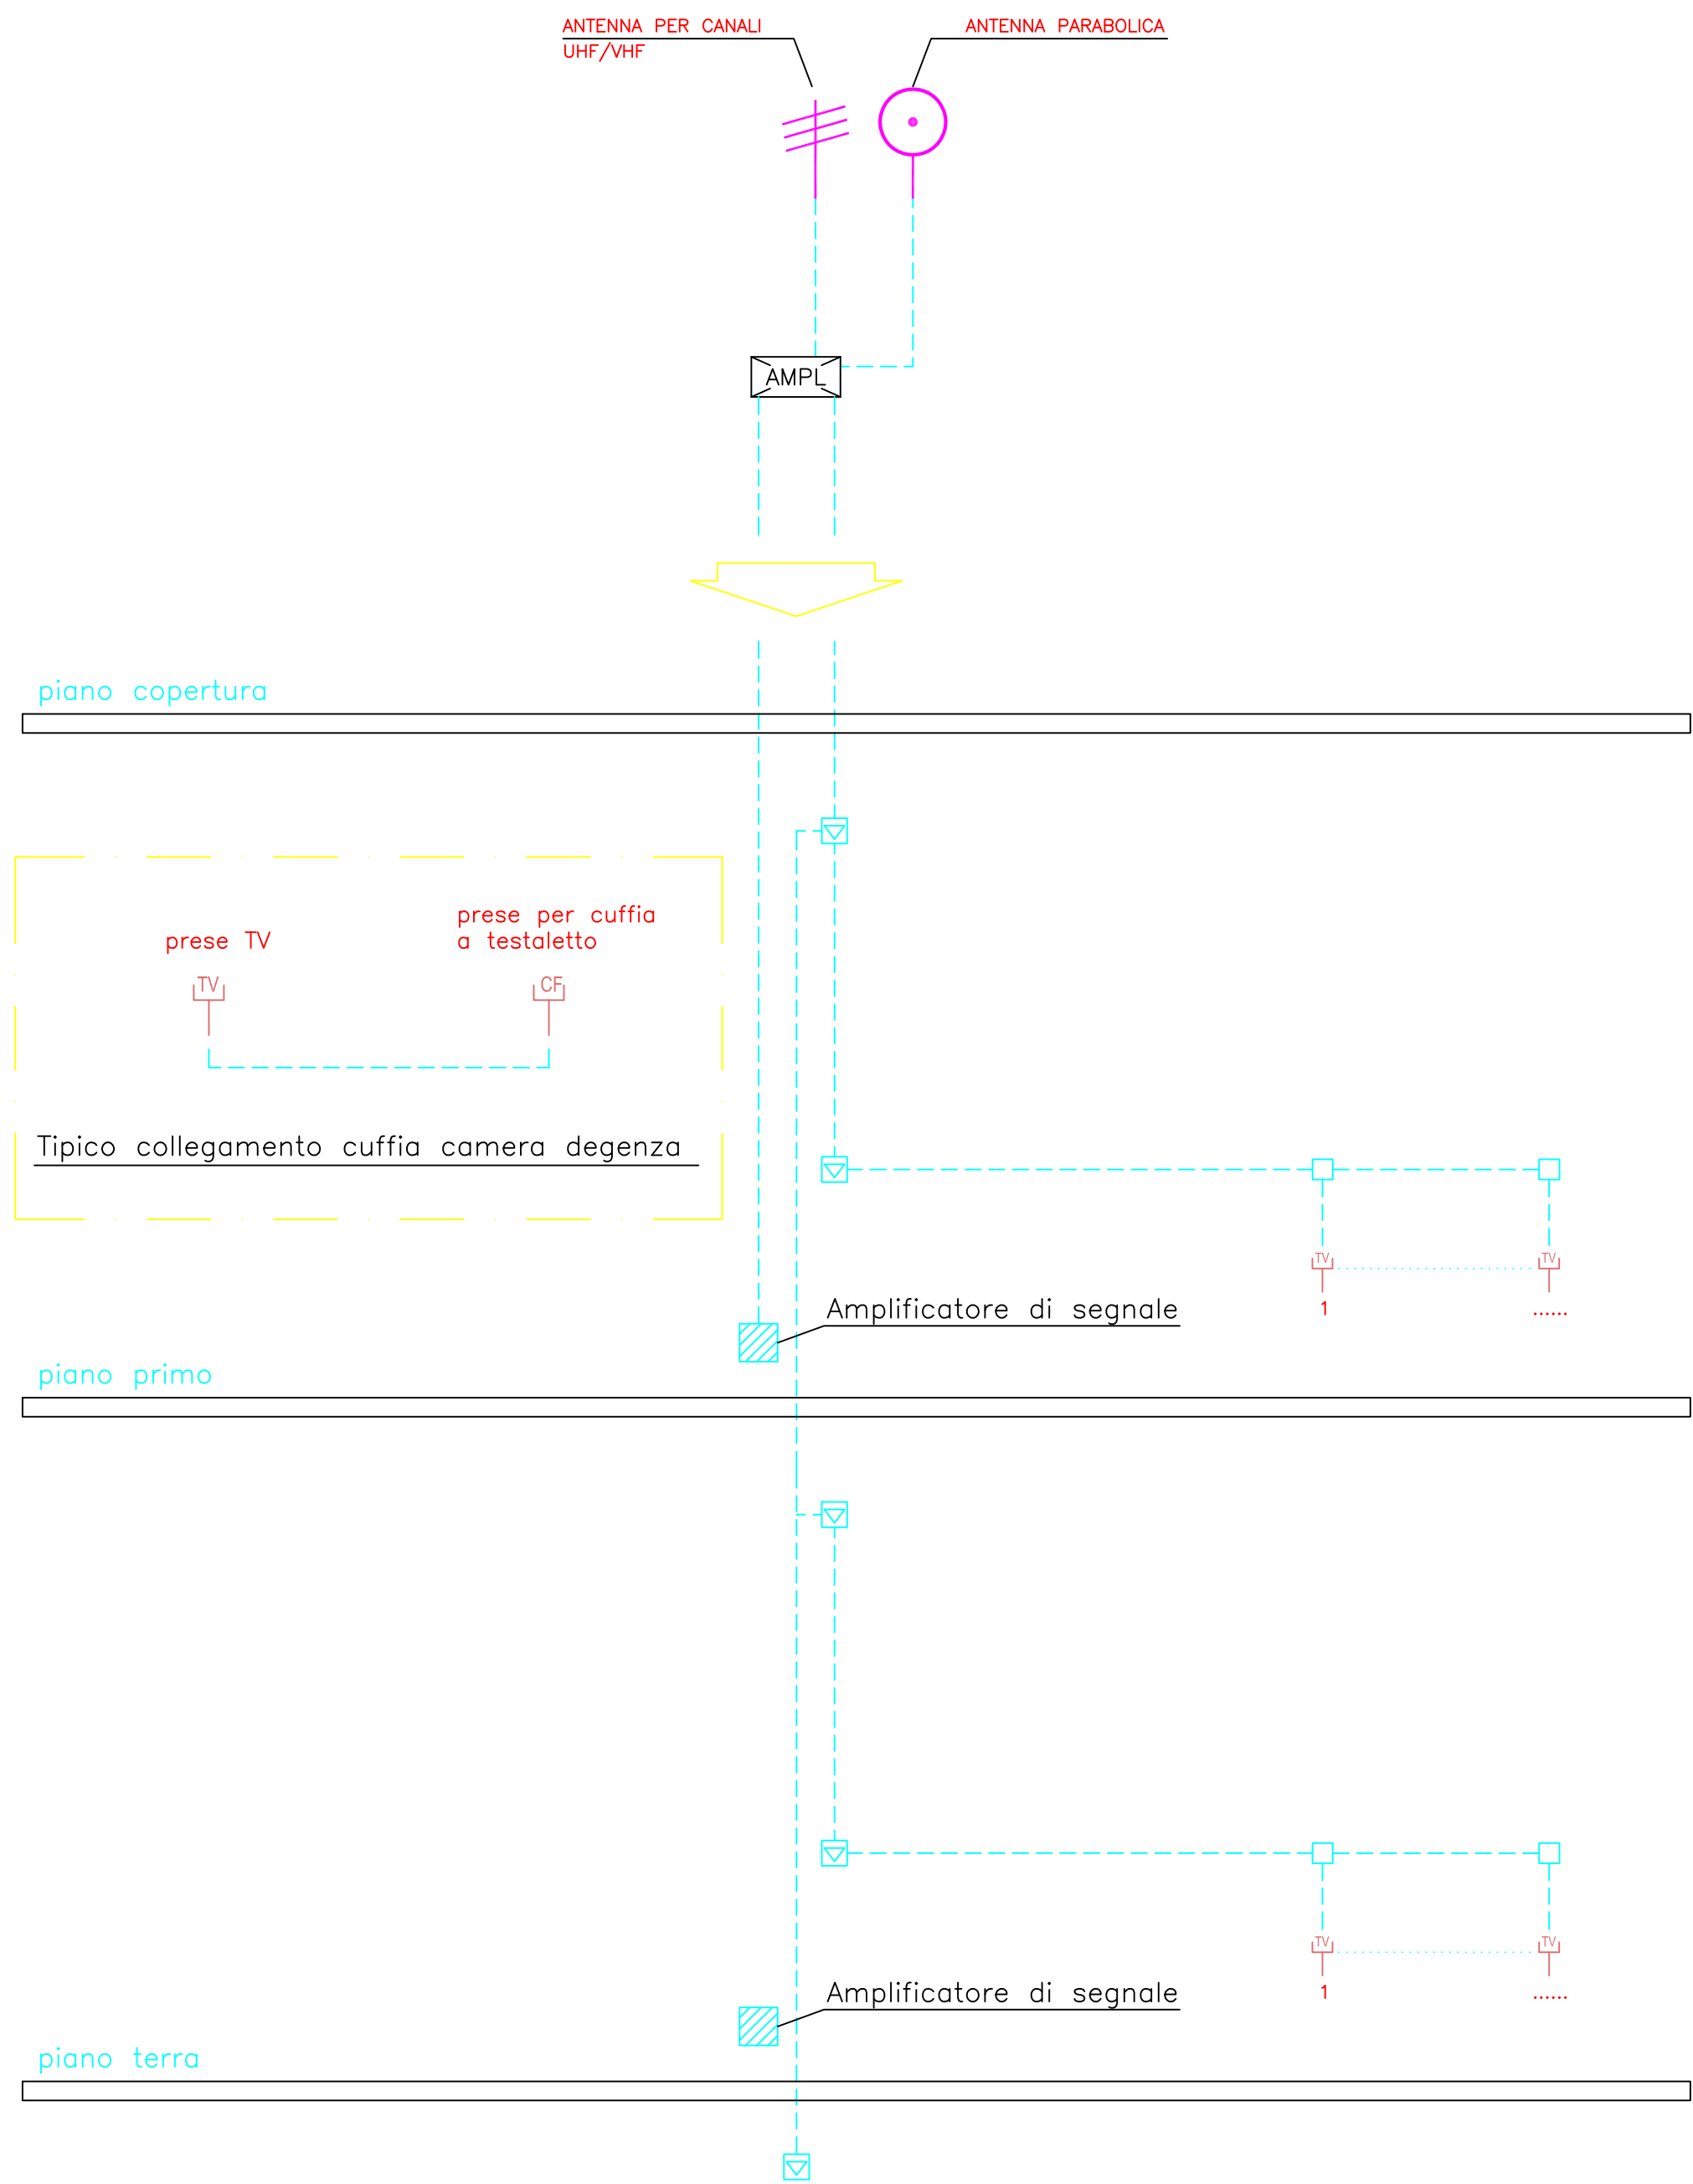 ANTENNA PER CANALI
UHF/VHF
ANTENNA PARABOLICA
AMPL
piano copertura
prese TV
prese per cuffia
a testaletto
TV
CF
Tipico collegamento cuffia camera degenza
TV
TV
1
......
Amplificatore di segnale
piano primo
TV
TV
1
......
Amplificatore di segnale
piano terra